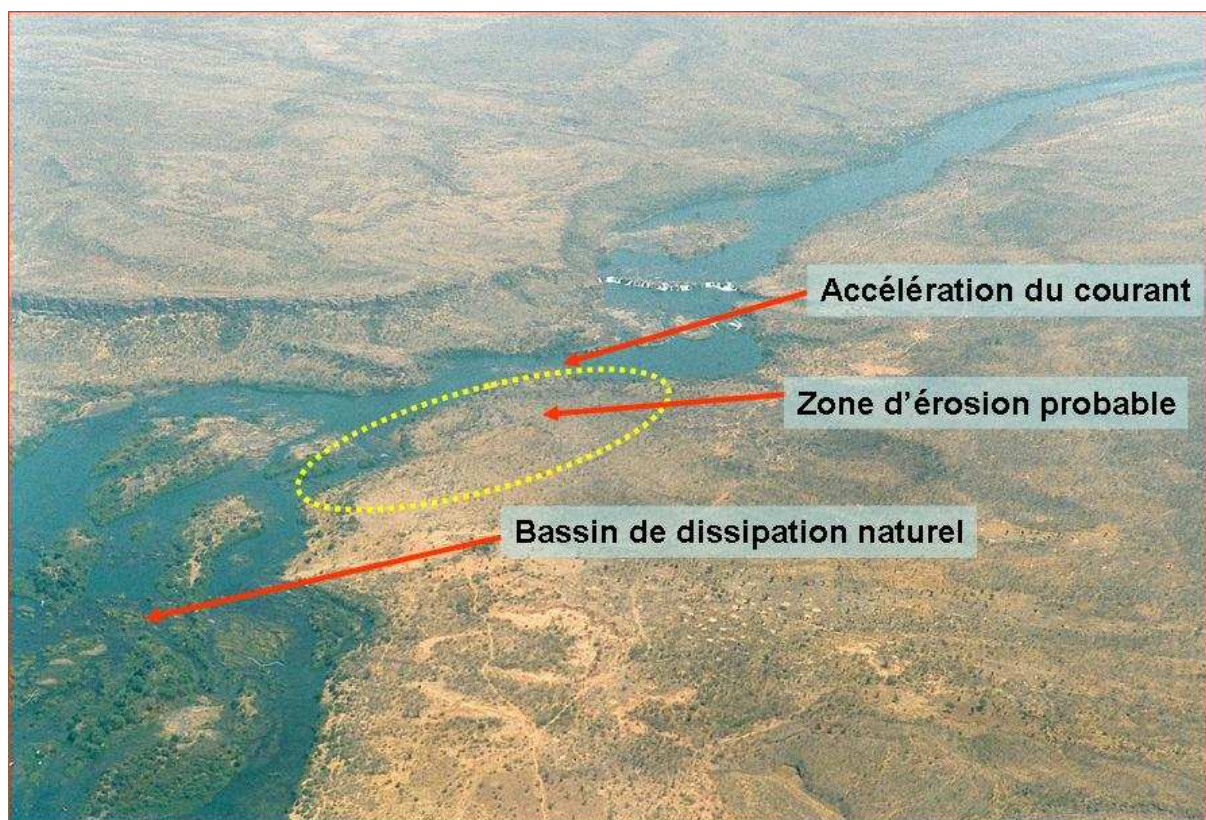 Accélération du courant
Zone d'érosion probable
Bassin de dissipation naturel